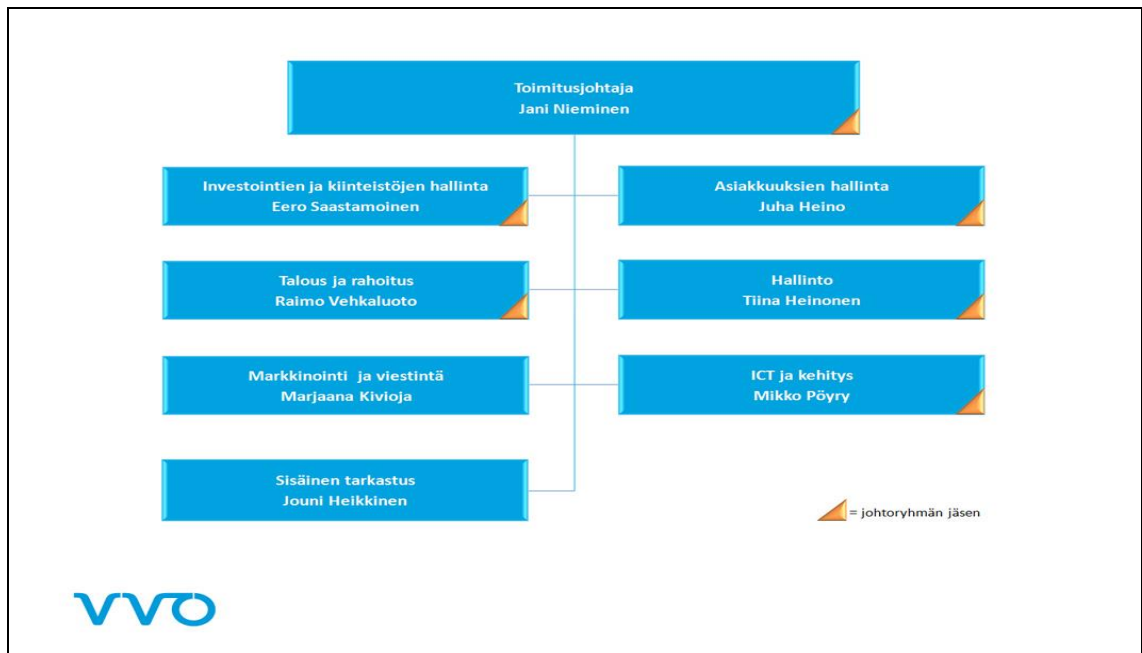 Toimitusjohtaja
Jani Nieminen
Investointien ja kiinteistöjen hallinta
Eero Saastamoinen
Asiakkuuksien hallinta
Juha Heino
Talous ja rahoitus
Raimo Vehkaluoto
Hallinto
Tiina Heinonen
Markkinointi ja viestintä
Marjaana Kivioja
ICT ja kehitys
Mikko Pöyry
Sisäinen tarkastus
Jouni Heikkinen
= johtoryhmän jäsen
VVO